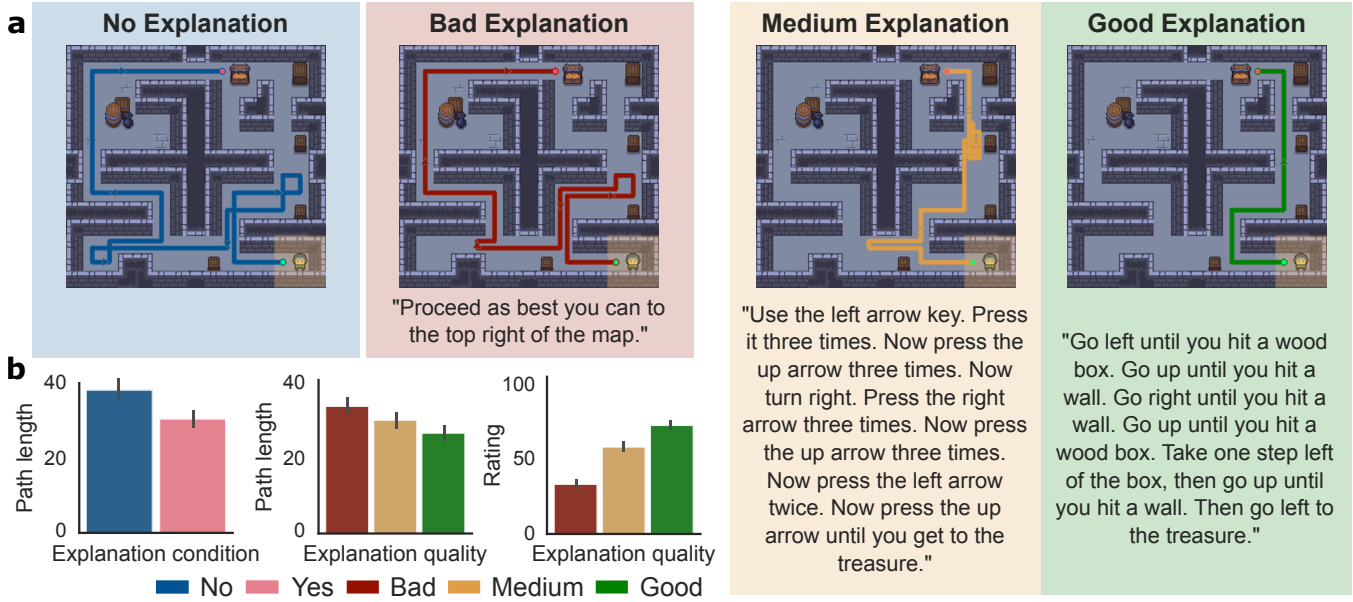 a
No Explanation
Bad Explanation
Medium Explanation
Good Explanation
"Proceed as best you can to
the top right of the map."
"Use the left arrow key. Press
it three times. Now press the
up arrow three times. Now
turn right. Press the right
arrow three times. Now press
the up arrow three times.
Now press the left arrow
twice. Now press the up
arrow until you get to the
treasure."
"Go left until you hit a wood
box. Go up until you hit a
wall. Go right until you hit a
wall. Go up until you hit a
wood box. Take one step left
of the box, then go up until
you hit a wall. Then go left to
the treasure."
b
Path length
40
20
0
Explanation condition
Path length
40
20
0
Explanation quality
Rating
100
50
0
Explanation quality
No
Yes
Bad
Medium
Good